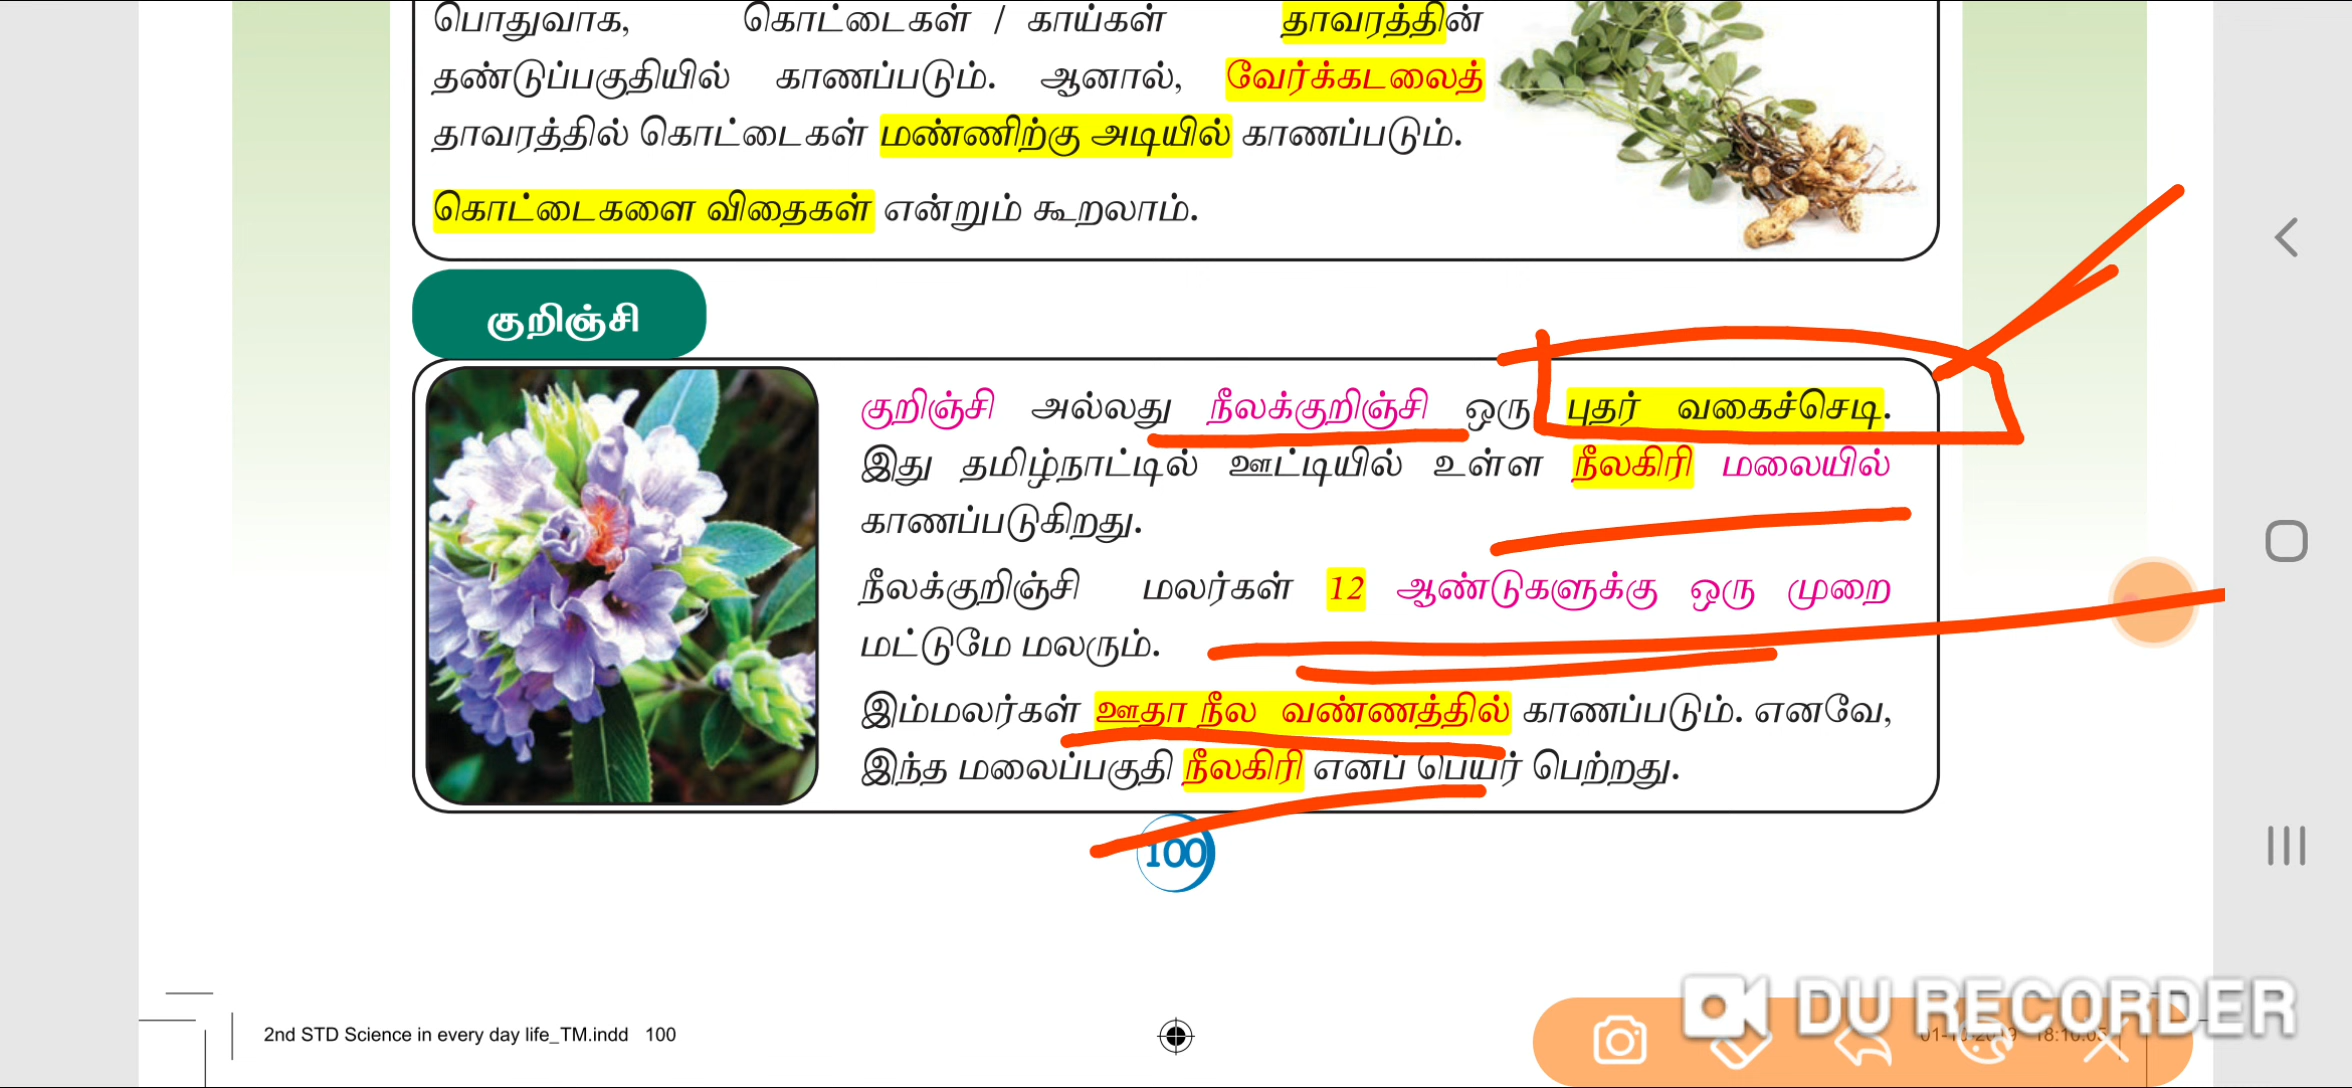 பொதுவாக, கொட்டைகள் / காய்கள் தாவரத்தின்
தண்டுப்பகுதியில் காணப்படும். ஆனால், வேர்க்கடலைத்
தாவரத்தில் கொட்டைகள் மண்ணிற்கு அடியில் காணப்படும்.
கொட்டைகளை விதைகள் என்றும் கூறலாம்.
குறிஞ்சி
குறிஞ்சி அல்லது நீலக்குறிஞ்சி ஒரு புதர் வகைச்செடி.
இது தமிழ்நாட்டில் ஊட்டியில் உள்ள நீலகிரி மலையில்
காணப்படுகிறது.
நீலக்குறிஞ்சி மலர்கள் 12 ஆண்டுகளுக்கு ஒரு முறை
மட்டுமே மலரும்.
இம்மலர்கள் ஊதா நீல வண்ணத்தில் காணப்படும். எனவே,
இந்த மலைப்பகுதி நீலகிரி எனப் பெயர் பெற்றது.
100
2nd STD Science in every day life_TM.indd 100
DU RECORDER